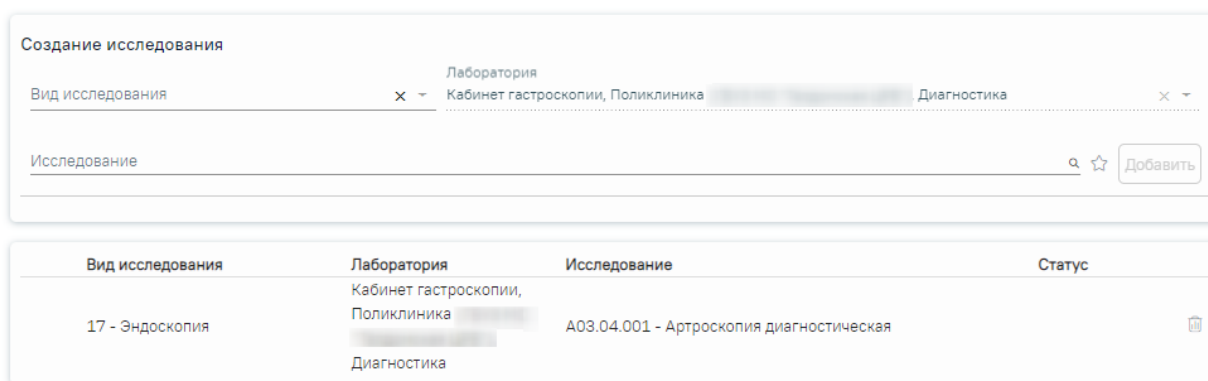 Создание исследования
Лаборатория
Вид исследования
Кабинет гастроскопии, Поликлиника Диагностика
Исследование
Добавить
Вид исследования Лаборатория Исследование Статус
Кабинет гастроскопии,
Поликлиника
17 - Эндоскопия A03.04.001 - Артроскопия диагностическая
Диагностика